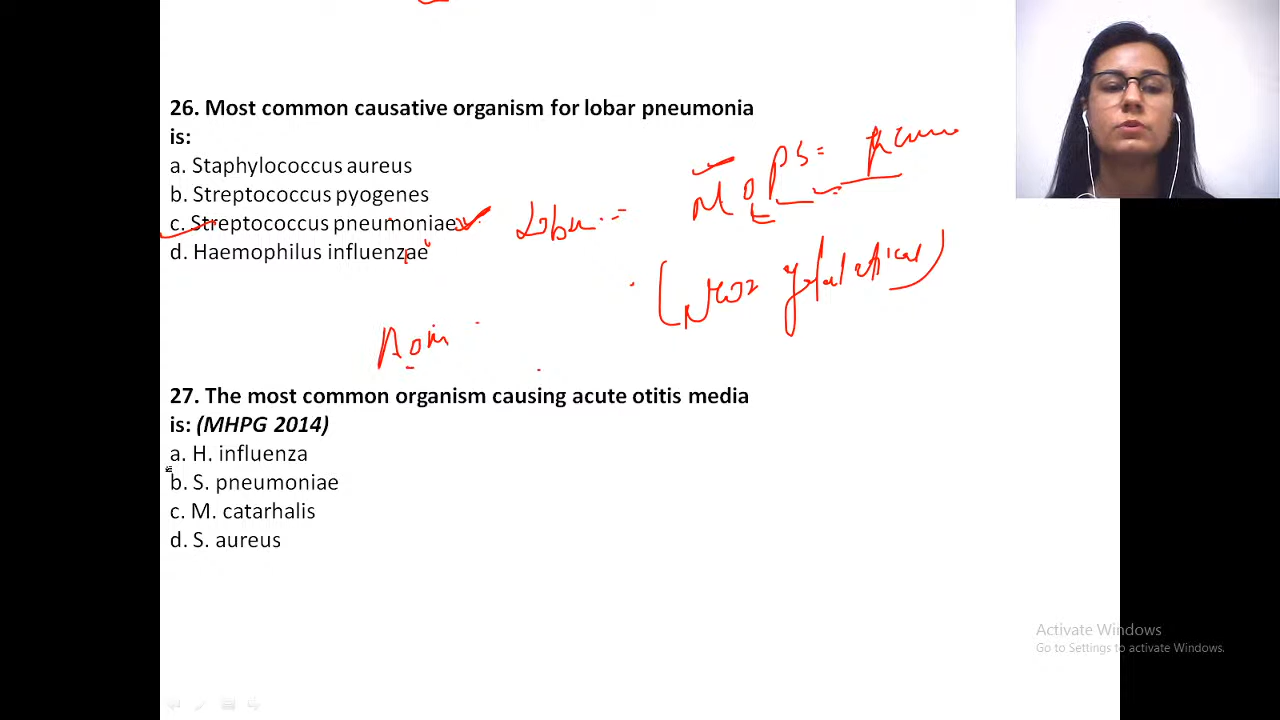 26. Most common causative organism for lobar pneumonia
is:
a. Staphylococcus aureus
b. Streptococcus pyogenes
c. Streptococcus pneumoniae
d. Haemophilus influenzae
MOPS =
27. The most common organism causing acute otitis media
is: (MHPG 2014)
a. H. influenza
b. S. pneumoniae
c. M. catarhalis
d. S. aureus
Activate Windows
Go to Settings to activate Windows.